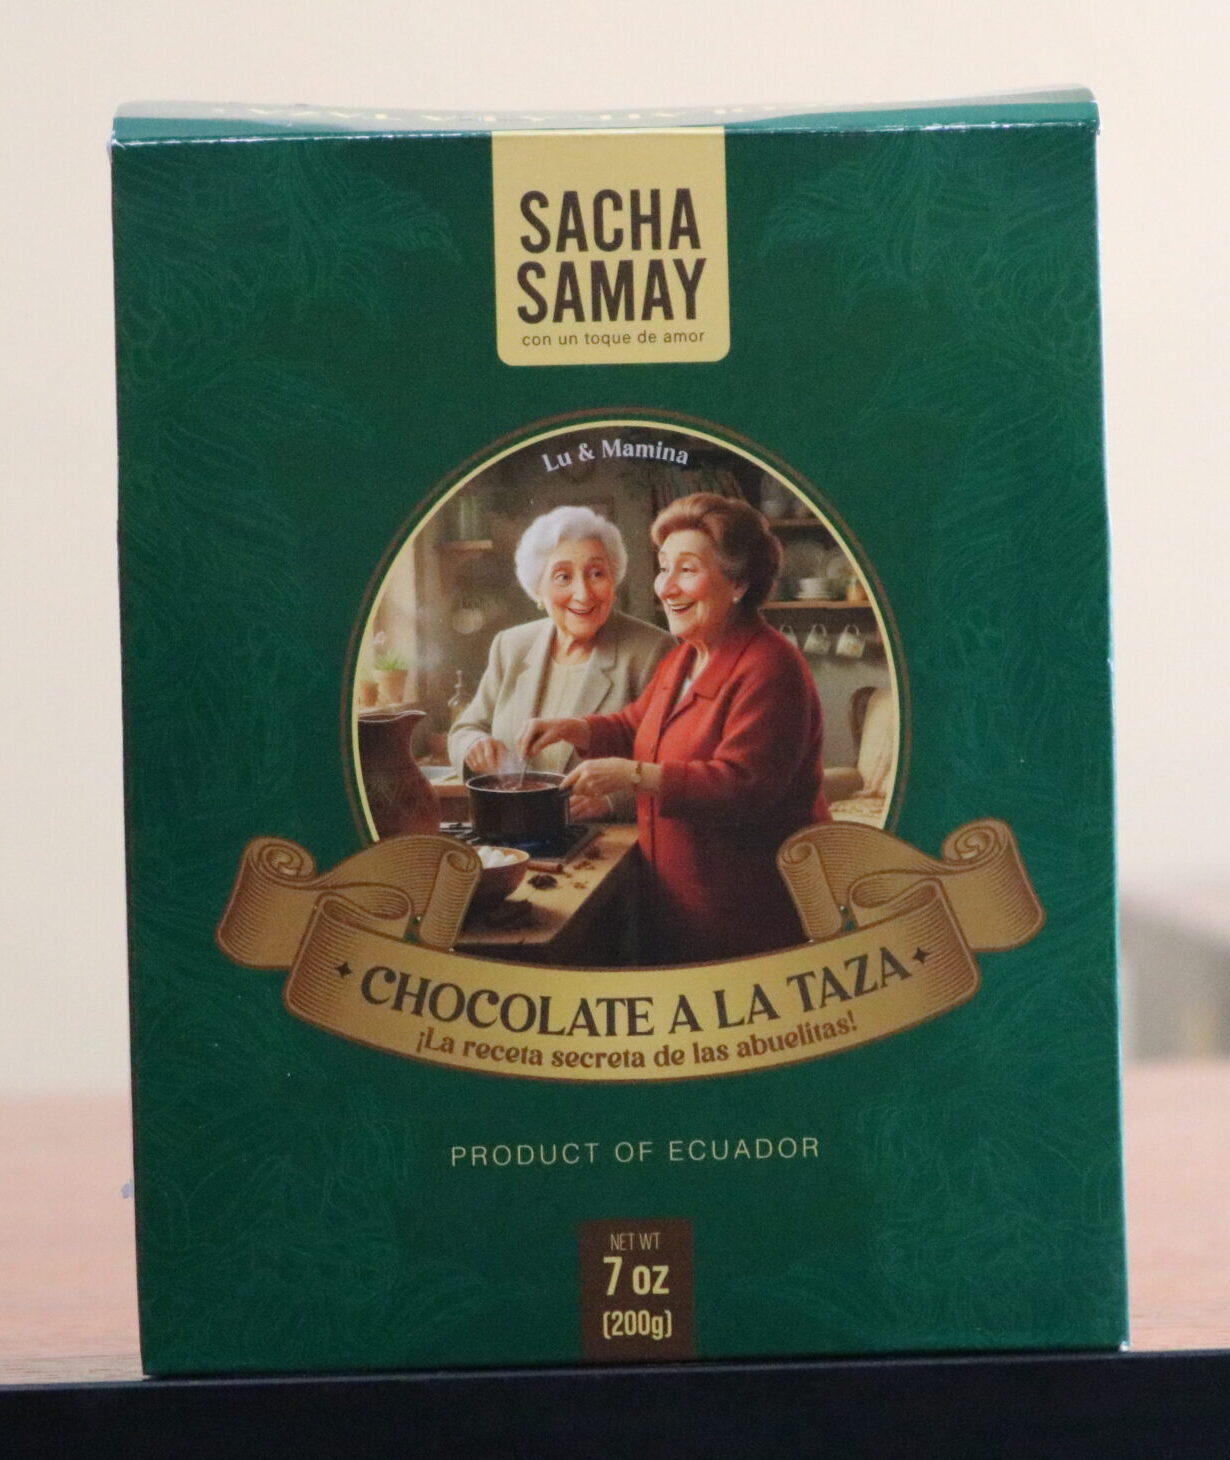 SACHA
SAMAY
con un toque de amor
Lu & Mamina
CHOCOLATE A LA TAZA
¡La receta secreta de las abuelitas!
PRODUCT OF ECUADOR
NET WT
7 oz
(200g)